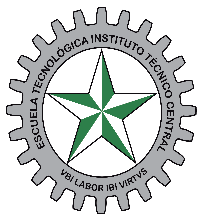 ESCUELA TECNOLÓGICA INSTITUTO TÉCNICO CENTRAL
VBI LABOR IBI VIRTVS